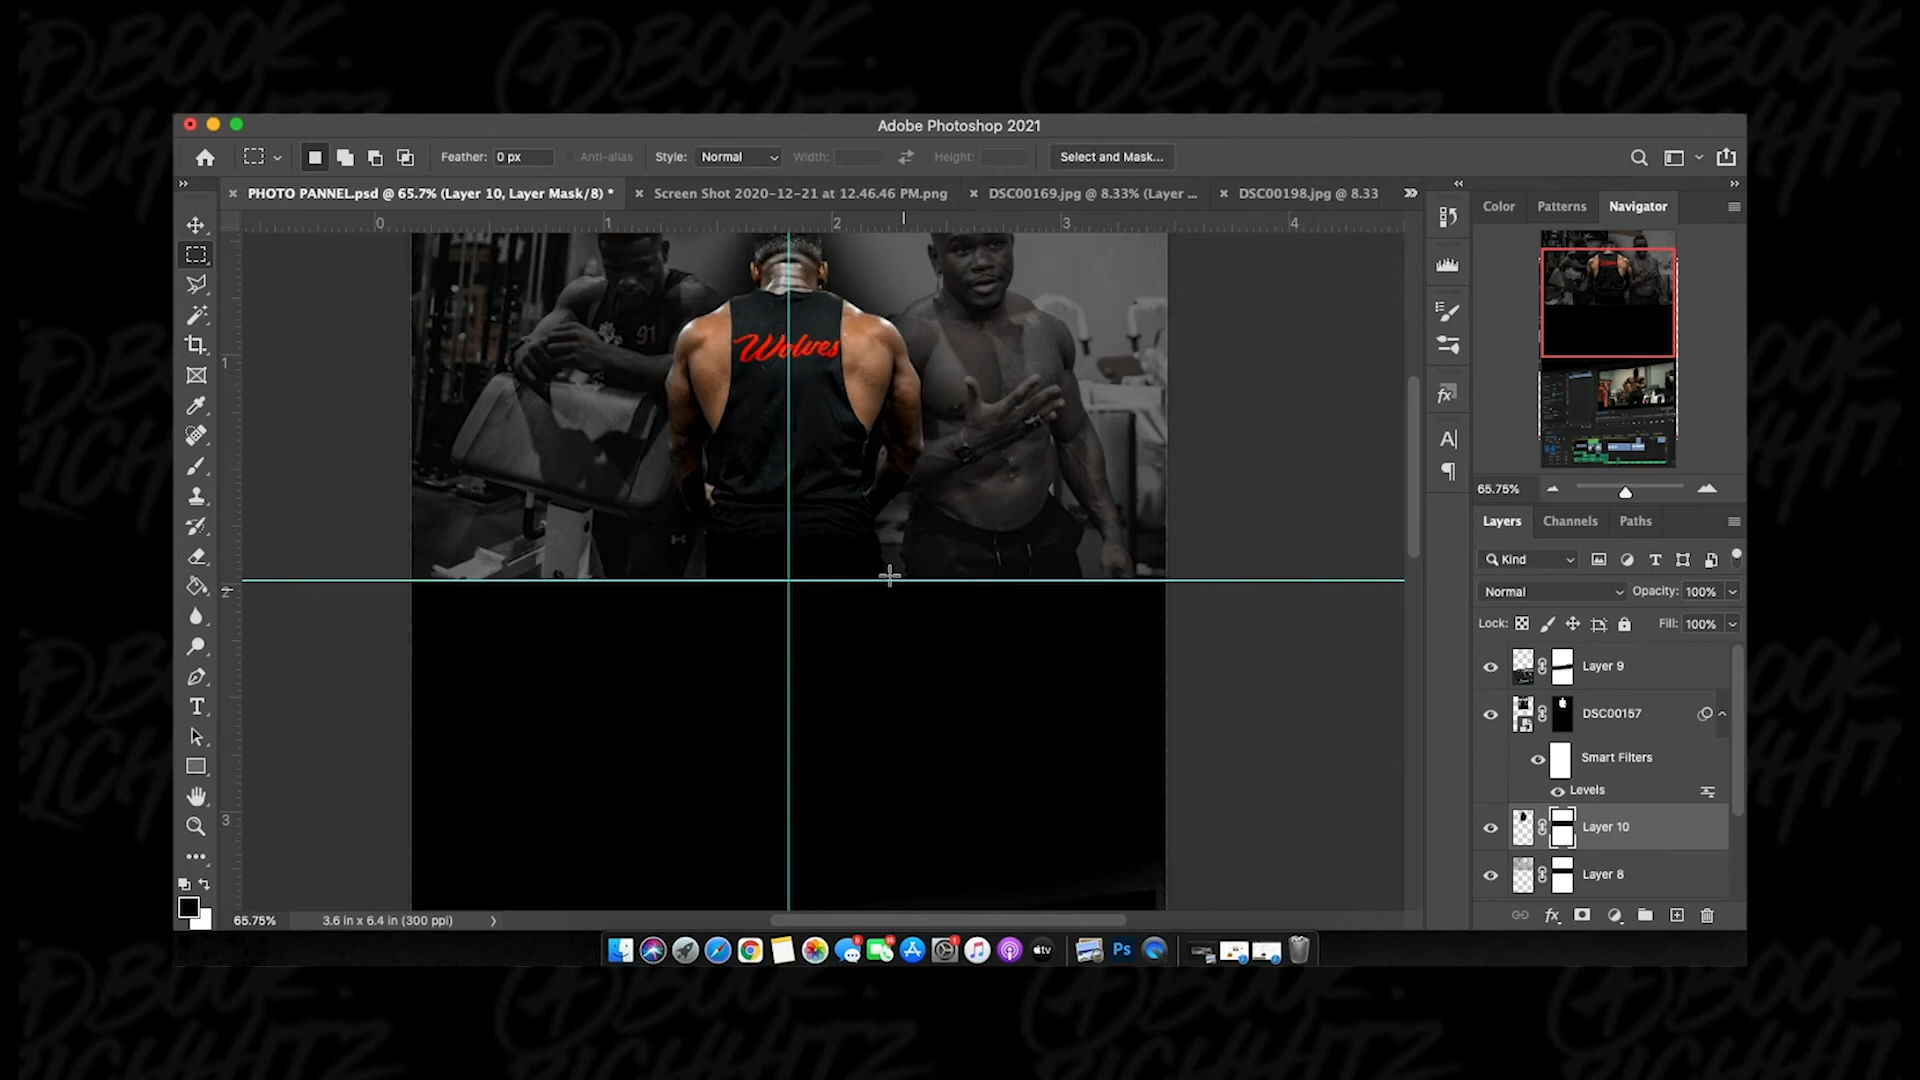 Adobe Photoshop 2021
Feather: 0 px Anti-alias Style: Normal Width: Height: Select and Mask...
PHOTO PANNEL.psd @ 65.7% (Layer 10, Layer Mask/8) * Screen Shot 2020-12-21 at 12.46.46 PM.png DSC00169.jpg @ 8.33% (Layer ... DSC00198.jpg @ 8.33
Color Patterns Navigator
0 1 2 3 4
1
2
3
91
Wolves
65.75%
Layers Channels Paths
Kind
Normal Opacity: 100%
Lock: Fill: 100%
Layer 9
DSC00157
Smart Filters
Levels
Layer 10
Layer 8
65.75% 3.6 in x 6.4 in (300 ppi)
tv Ps